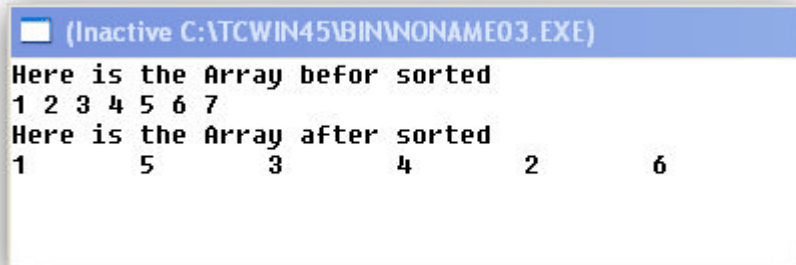 (Inactive C:\TCWIN45\BIN\NONAME03.EXE)
Here is the Array befor sorted
1 2 3 4 5 6 7
Here is the Array after sorted
1 5 3 4 2 6